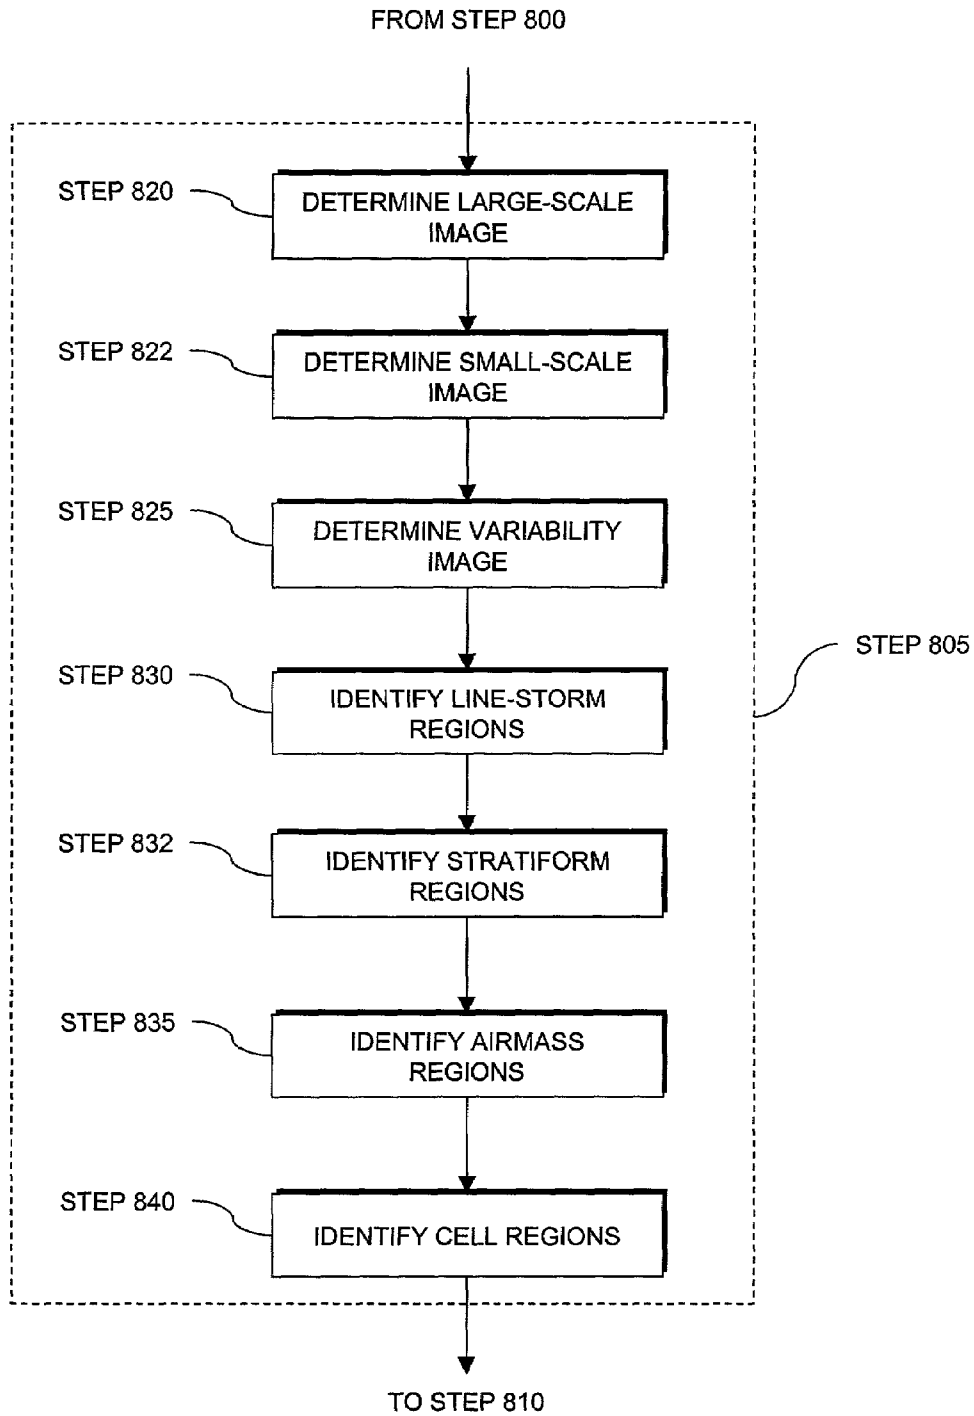 FROM STEP 800
STEP 820
DETERMINE LARGE-SCALE
IMAGE
STEP 822
DETERMINE SMALL-SCALE
IMAGE
STEP 825
DETERMINE VARIABILITY
IMAGE
STEP 805
STEP 830
IDENTIFY LINE-STORM
REGIONS
STEP 832
IDENTIFY STRATIFORM
REGIONS
STEP 835
IDENTIFY AIRMASS
REGIONS
STEP 840
IDENTIFY CELL REGIONS
TO STEP 810